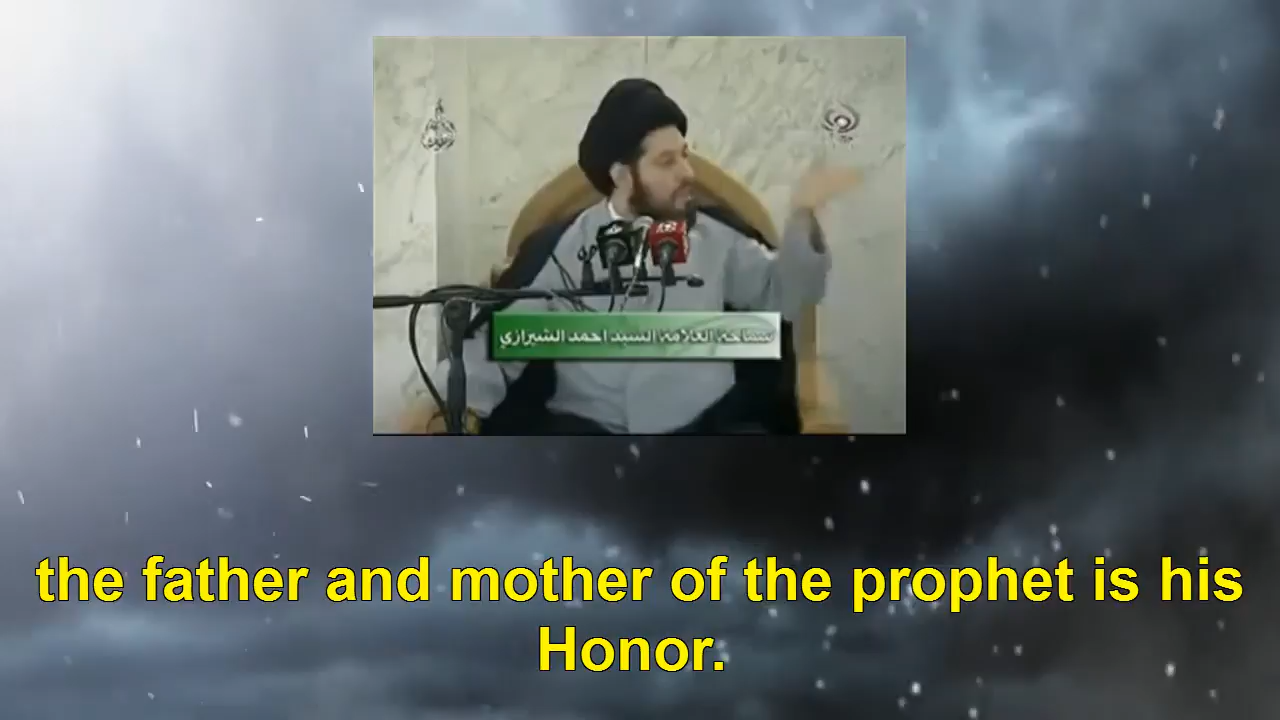 سماحة العلامة السيد احمد الشيرازي
the father and mother of the prophet is his
Honor.